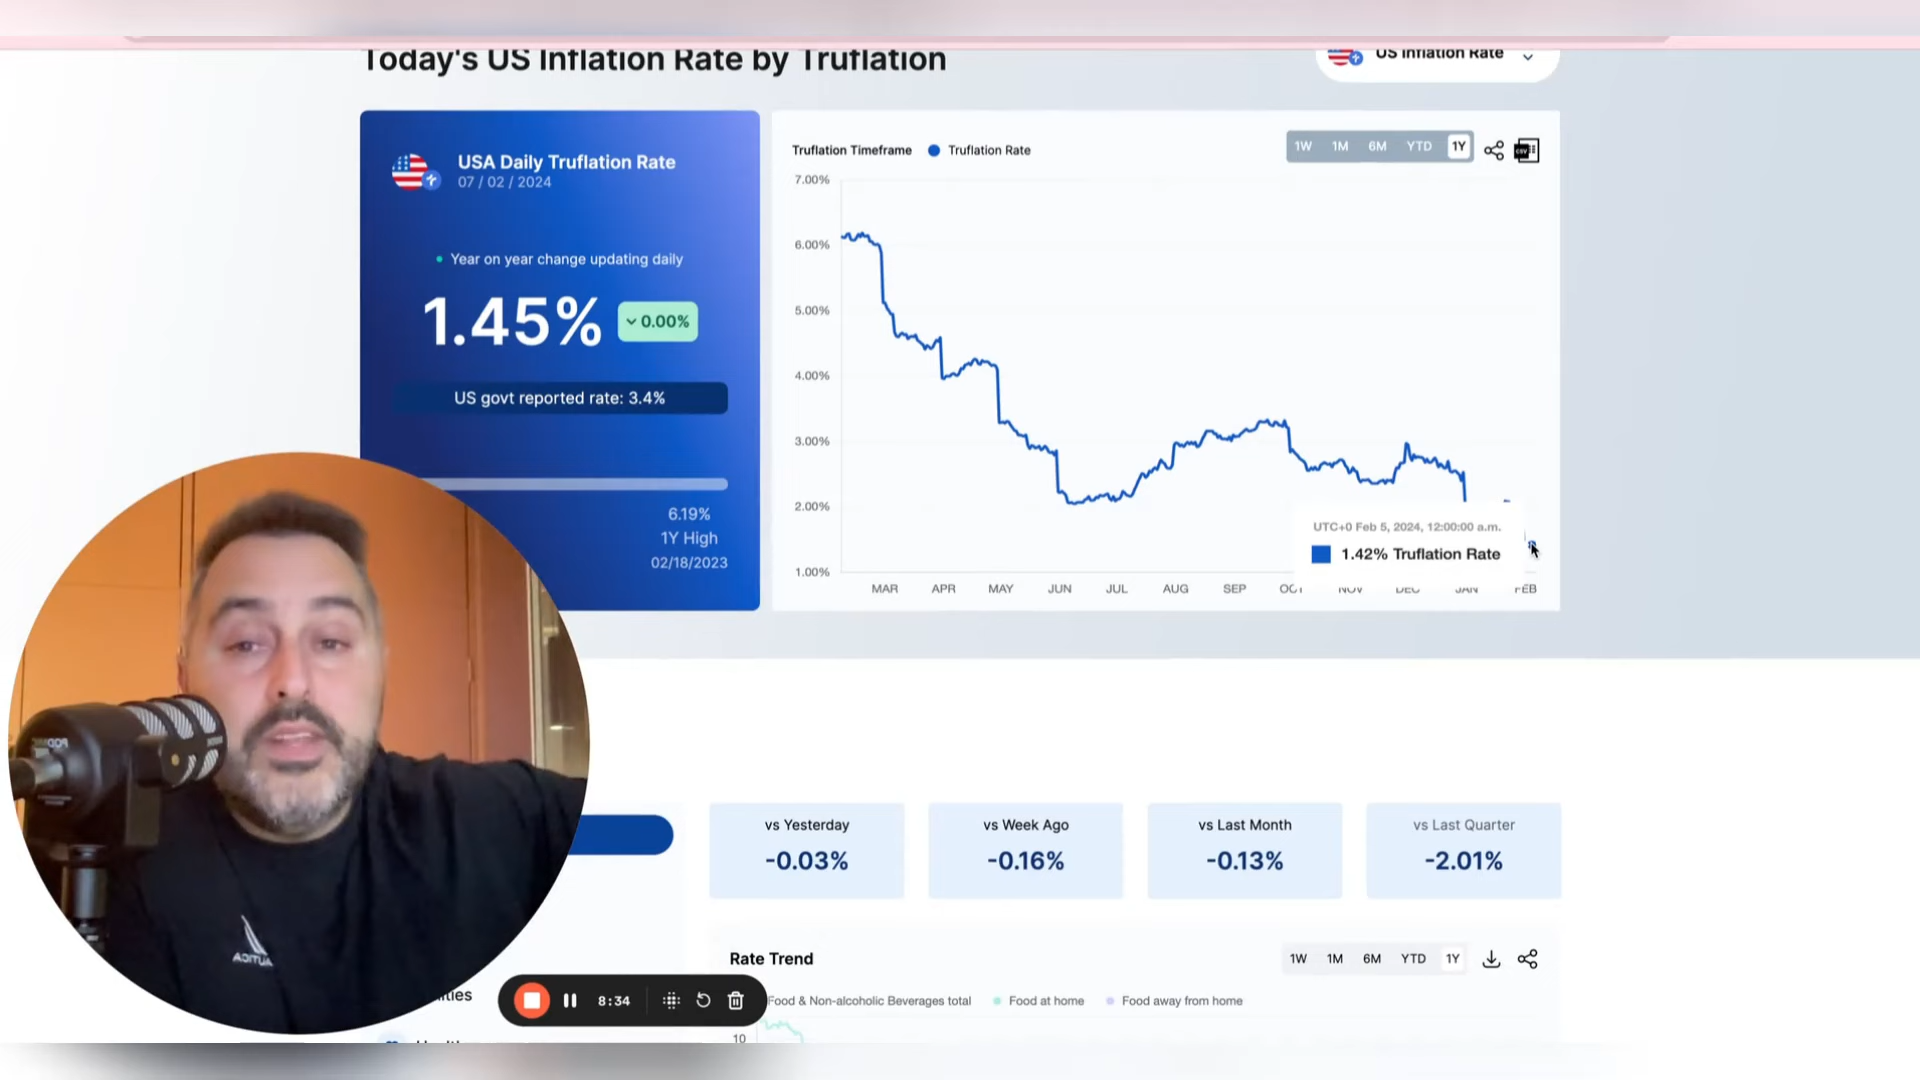 Today's US Inflation Rate by Truflation
US Inflation Rate
USA Daily Truflation Rate
07 / 02 / 2024
Year on year change updating daily
1.45%
0.00%
US govt reported rate: 3.4%
6.19%
1Y High
02/18/2023
Truflation Timeframe
Truflation Rate
1W 1M 6M YTD 1Y
CSV
7.00%
6.00%
5.00%
4.00%
3.00%
2.00%
1.00%
UTC+0 Feb 5, 2024, 12:00:00 a.m.
1.42% Truflation Rate
MAR APR MAY JUN JUL AUG SEP OCT NOV DEC JAN FEB
vs Yesterday
-0.03%
vs Week Ago
-0.16%
vs Last Month
-0.13%
vs Last Quarter
-2.01%
Rate Trend
1W 1M 6M YTD 1Y
Food & Non-alcoholic Beverages total
Food at home
Food away from home
10
8:34